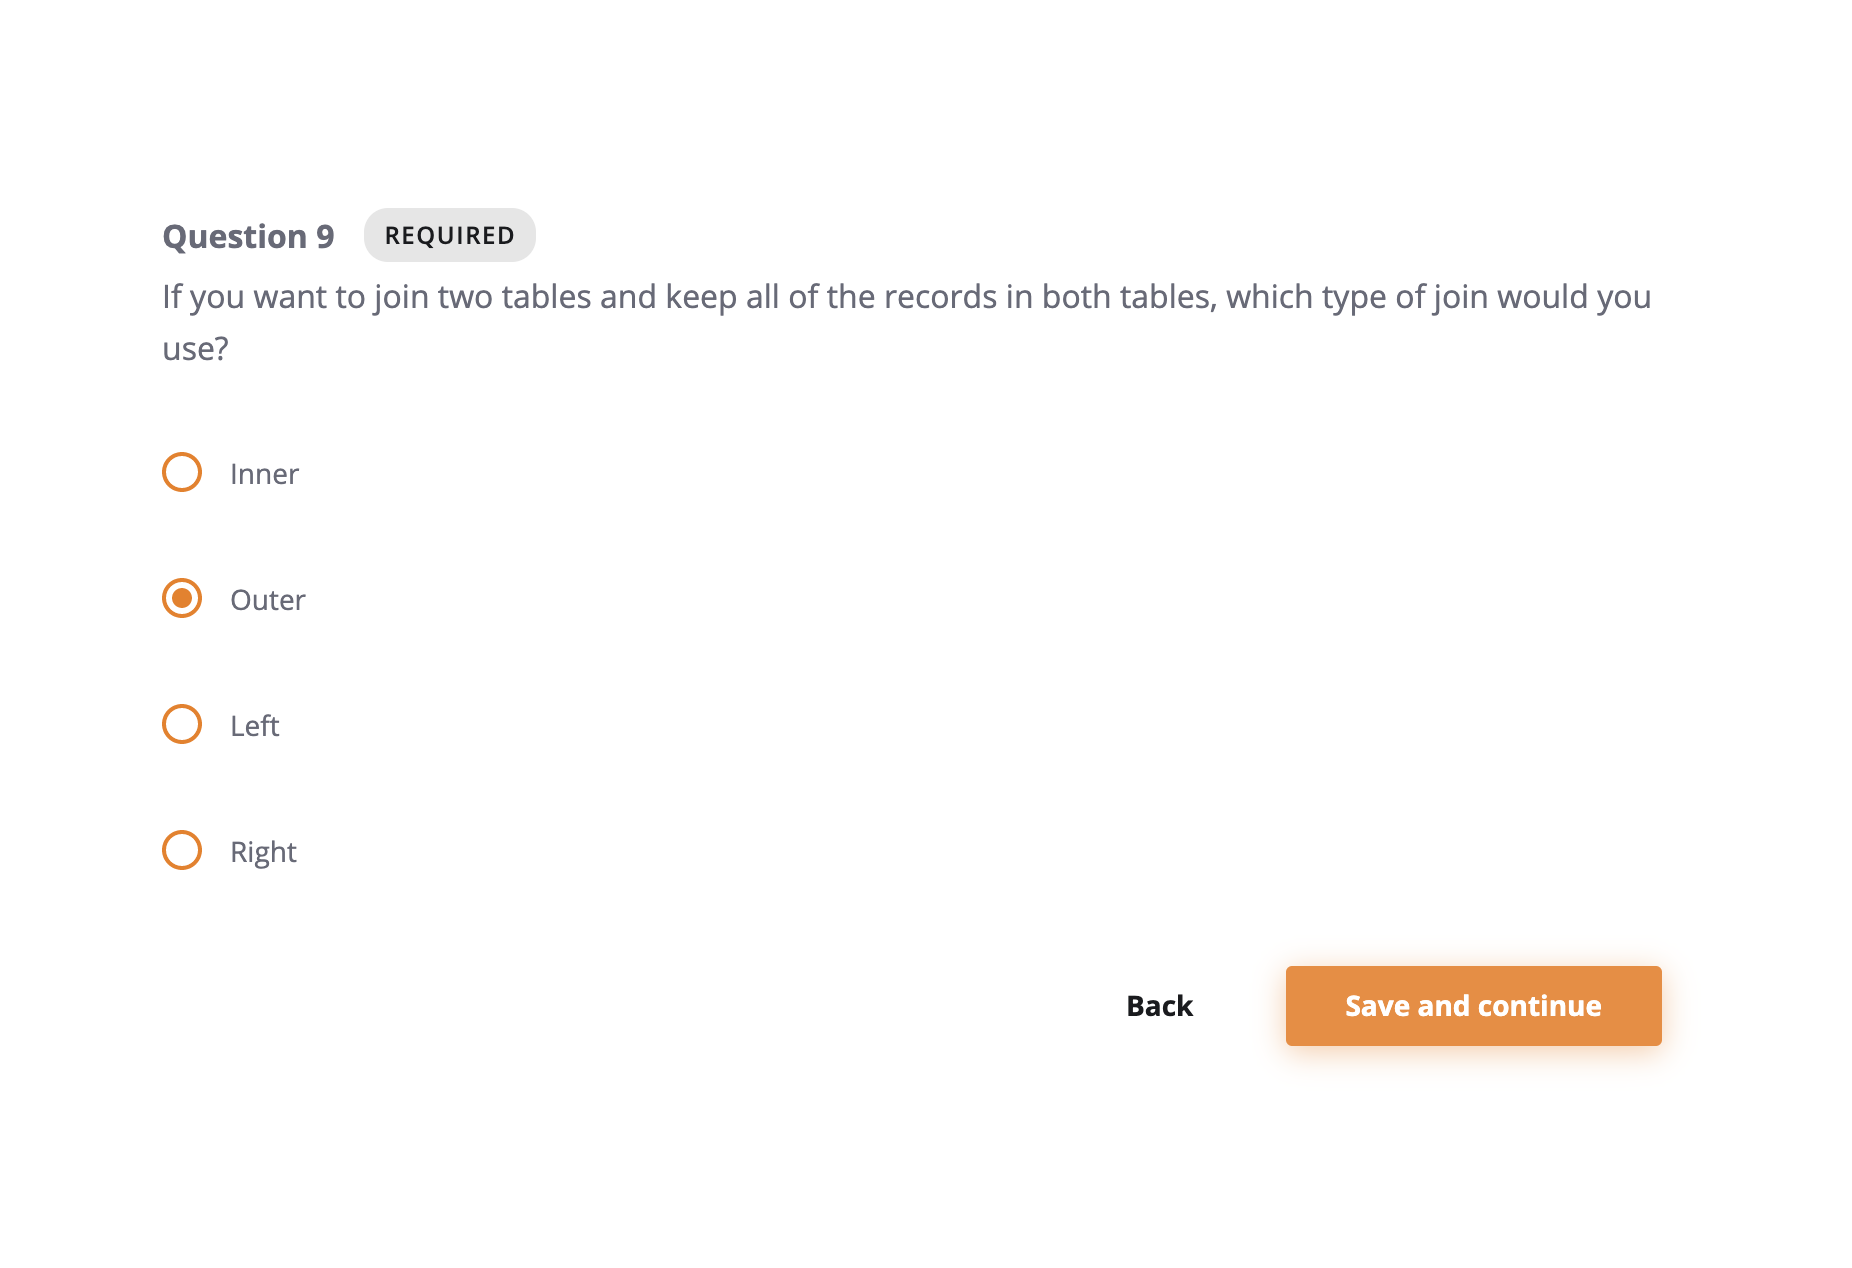 Question 9 REQUIRED
If you want to join two tables and keep all of the records in both tables, which type of join would you
use?
Inner
Outer
Left
Right
Back Save and continue